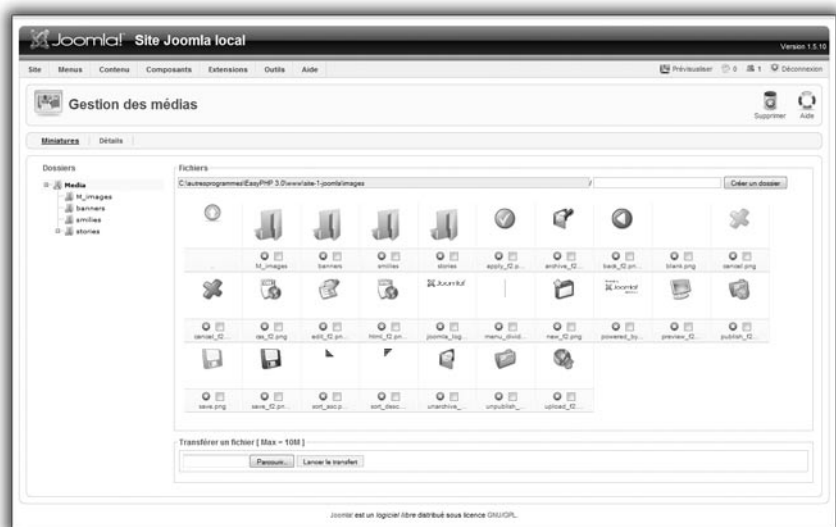 Joomla! Site Joomla local
Version 1.5.10
Site Menus Contenu Composants Extensions Outils Aide
Prévisualiser 0 1 Déconnexion
Gestion des médias
Supprimer Aide
Miniatures Détails
Dossiers
Media
M_images
banners
smilies
stories
Fichiers
C:\autresprogrammes\EasyPHP 3.0\www\site-1-joomla\images / Créer un dossier
M_images banners smilies stories apply_f2.p... archive_f2... back_f2.pn... blank.png cancel.png
Joomla! Joomla!
cancel_f2... css_f2.png edit_f2.pn... html_f2.pn... joomla_log... menu_divid... new_f2.png powered_by... preview_f2... publish_f2...
save.png save_f2.pn... sort_asc.p... sort_desc... unarchive_... unpublish_... upload_f2...
Transférer un fichier [ Max = 10M ]
Parcourir... Lancer le transfert
Joomla! est un logiciel libre distribué sous licence GNU/GPL.